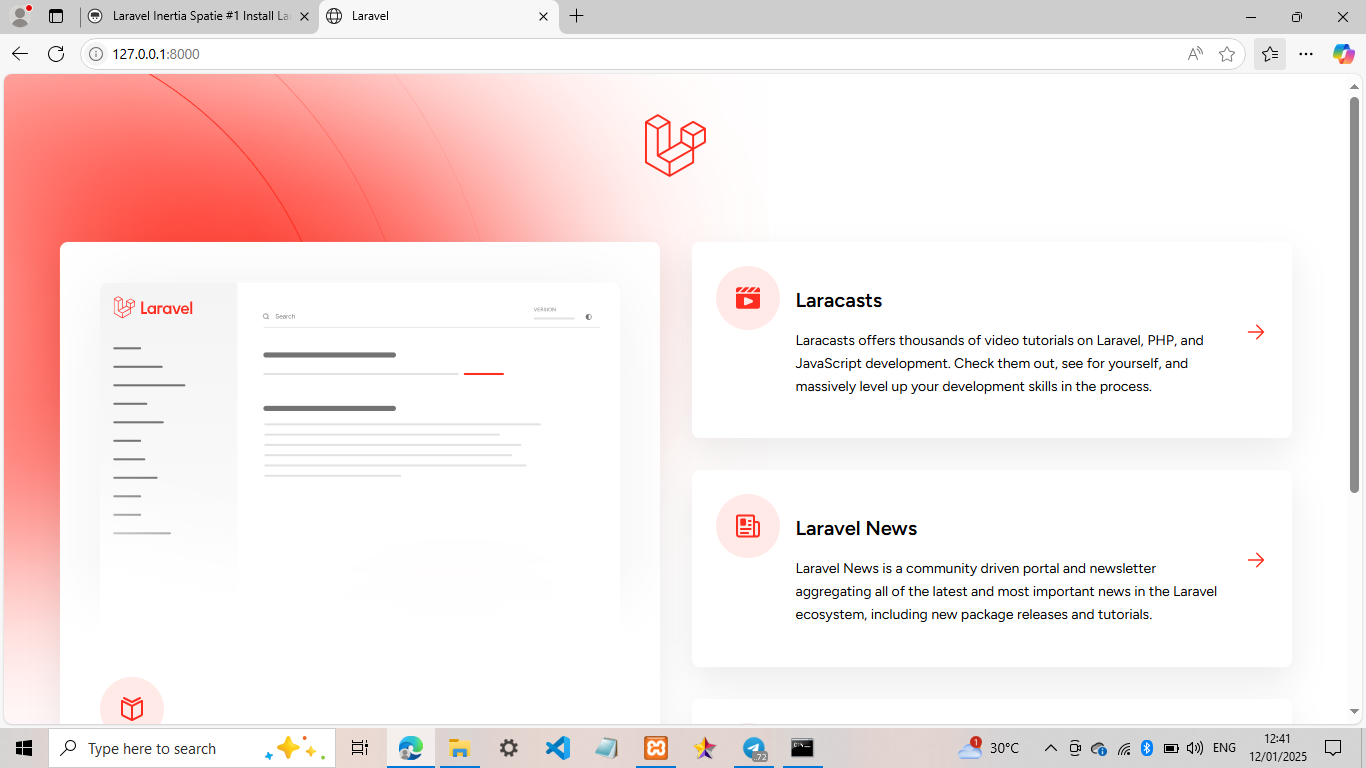 Laravel Inertia Spatie #1 Install La
Laravel
127.0.0.1:8000
Laravel
Search
VERSION
Laracasts
Laracasts offers thousands of video tutorials on Laravel, PHP, and
JavaScript development. Check them out, see for yourself, and
massively level up your development skills in the process.
Laravel News
Laravel News is a community driven portal and newsletter
aggregating all of the latest and most important news in the Laravel
ecosystem, including new package releases and tutorials.
Type here to search
72
1
30°C
ENG
12:41
12/01/2025